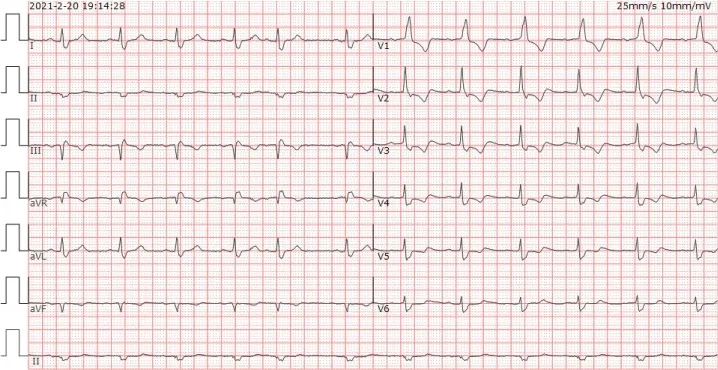 2021-2-20 19:14:28 25mm/s 10mm/mV
I V1
II V2
III V3
aVR V4
aVL V5
aVF V6
II